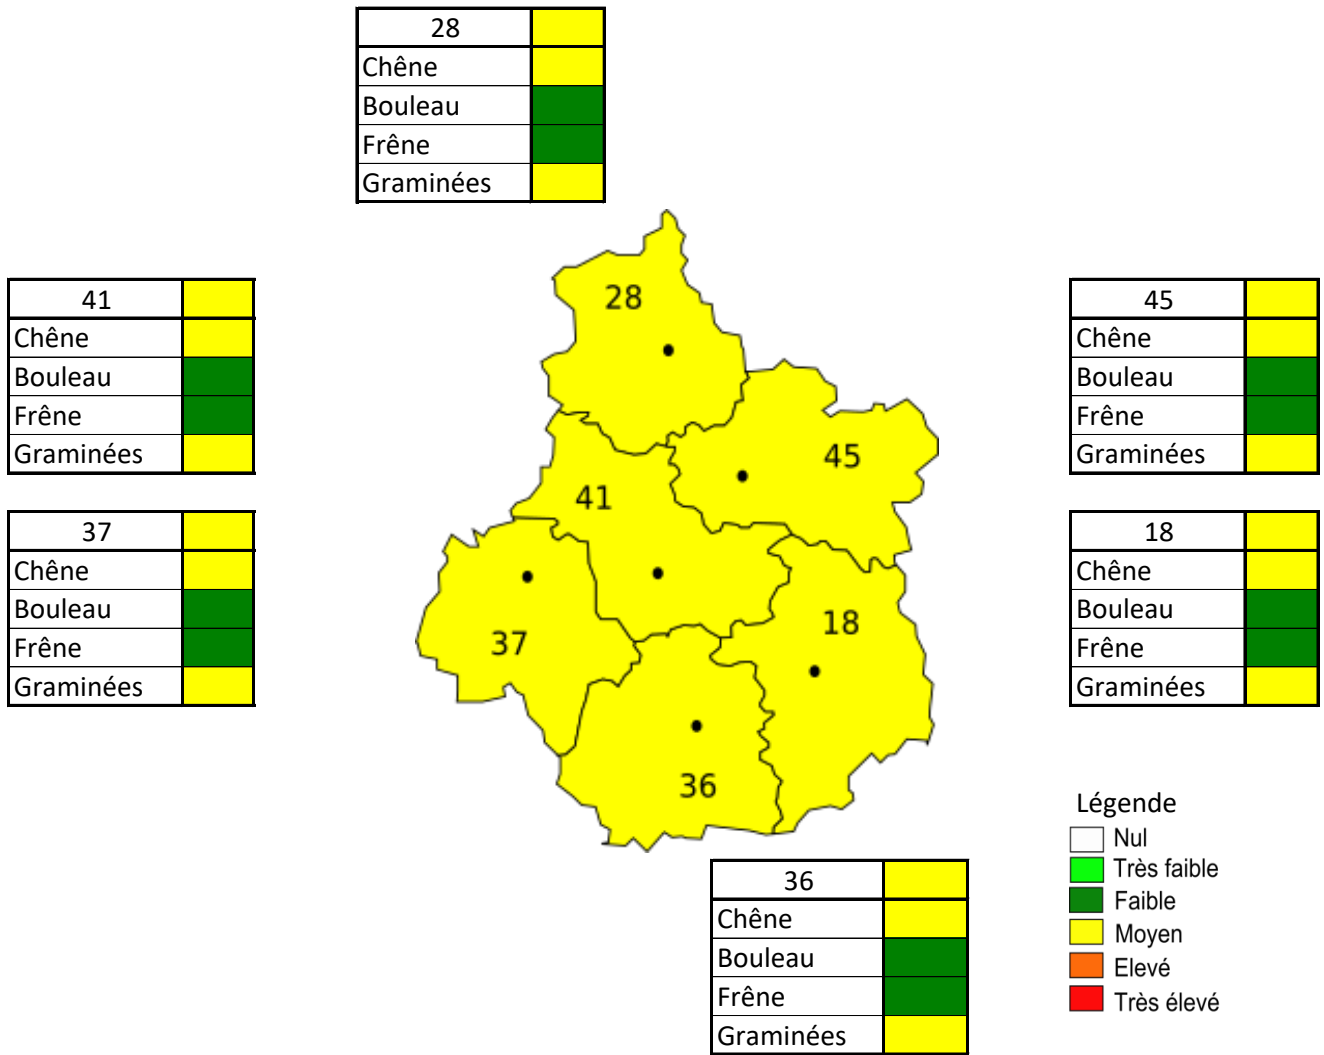 28
Chêne
Bouleau
Frêne
Graminées
41
Chêne
Bouleau
Frêne
Graminées
37
Chêne
Bouleau
Frêne
Graminées
28
45
41
37
18
36
45
Chêne
Bouleau
Frêne
Graminées
18
Chêne
Bouleau
Frêne
Graminées
36
Chêne
Bouleau
Frêne
Graminées
Légende
Nul
Très faible
Faible
Moyen
Elevé
Très élevé